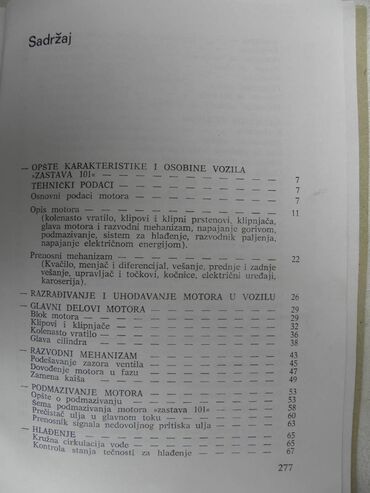 Sadržaj
— OPŠTE KARAKTERISTIKE I OSOBINE VOZILA
»ZASTAVA 101« — — — — — — — — — — — 7
TEHNICKI PODACI — — — — — — — — — — 7
Osnovni podaci motora — — — — — — — — — 7
Opis motora — — — — — — — — — — — — 11
(kolenasto vratilo, klipovi i klipni prstenovi, klipnjača,
glava motora i razvodni mehanizam, napajanje gorivom,
podmazivanje, sistem za hlađenje, razvodnik paljenja,
napajanje električnom energijom).
Prenosni mehanizam — — — — — — — — — — 22
(Kvačilo, menjač i diferencijal, vešanje, prednje i zadnje
vešanje, upravljač i točkovi, kočnice, električni uređaji,
karoserija).
— RAZRAĐIVANJE I UHODAVANJE MOTORA U VOZILU 26
— GLAVNI DELOVI MOTORA — — — — — — — — 29
Blok motora — — — — — — — — — — — — 29
Klipovi i klipnjače — — — — — — — — — — 32
Kolenasto vratilo — — — — — — — — — — — 36
Glava cilindra — — — — — — — — — — — 38
— RAZVODNI MEHANIZAM — — — — — — — — 43
Podešavanje zazora ventila — — — — — — — — 45
Dovođenje motora u fazu — — — — — — — — 47
Zamena kaiša — — — — — — — — — — — 49
— PODMAZIVANJE MOTORA — — — — — — — — 53
Opšte o podmazivanju — — — — — — — — — 53
Šema podmazivanja motora »zastava 101« — — — — 58
Prečistač ulja u glavnom toku — — — — — — — 60
Prenosnik signala nedovoljnog pritiska ulja — — — — 63
— HLAĐENJE — — — — — — — — — — — — 65
Kružna cirkulacija vode — — — — — — — — — 65
Kontrola stanja tečnosti za hlađenje — — — — — — 67
277